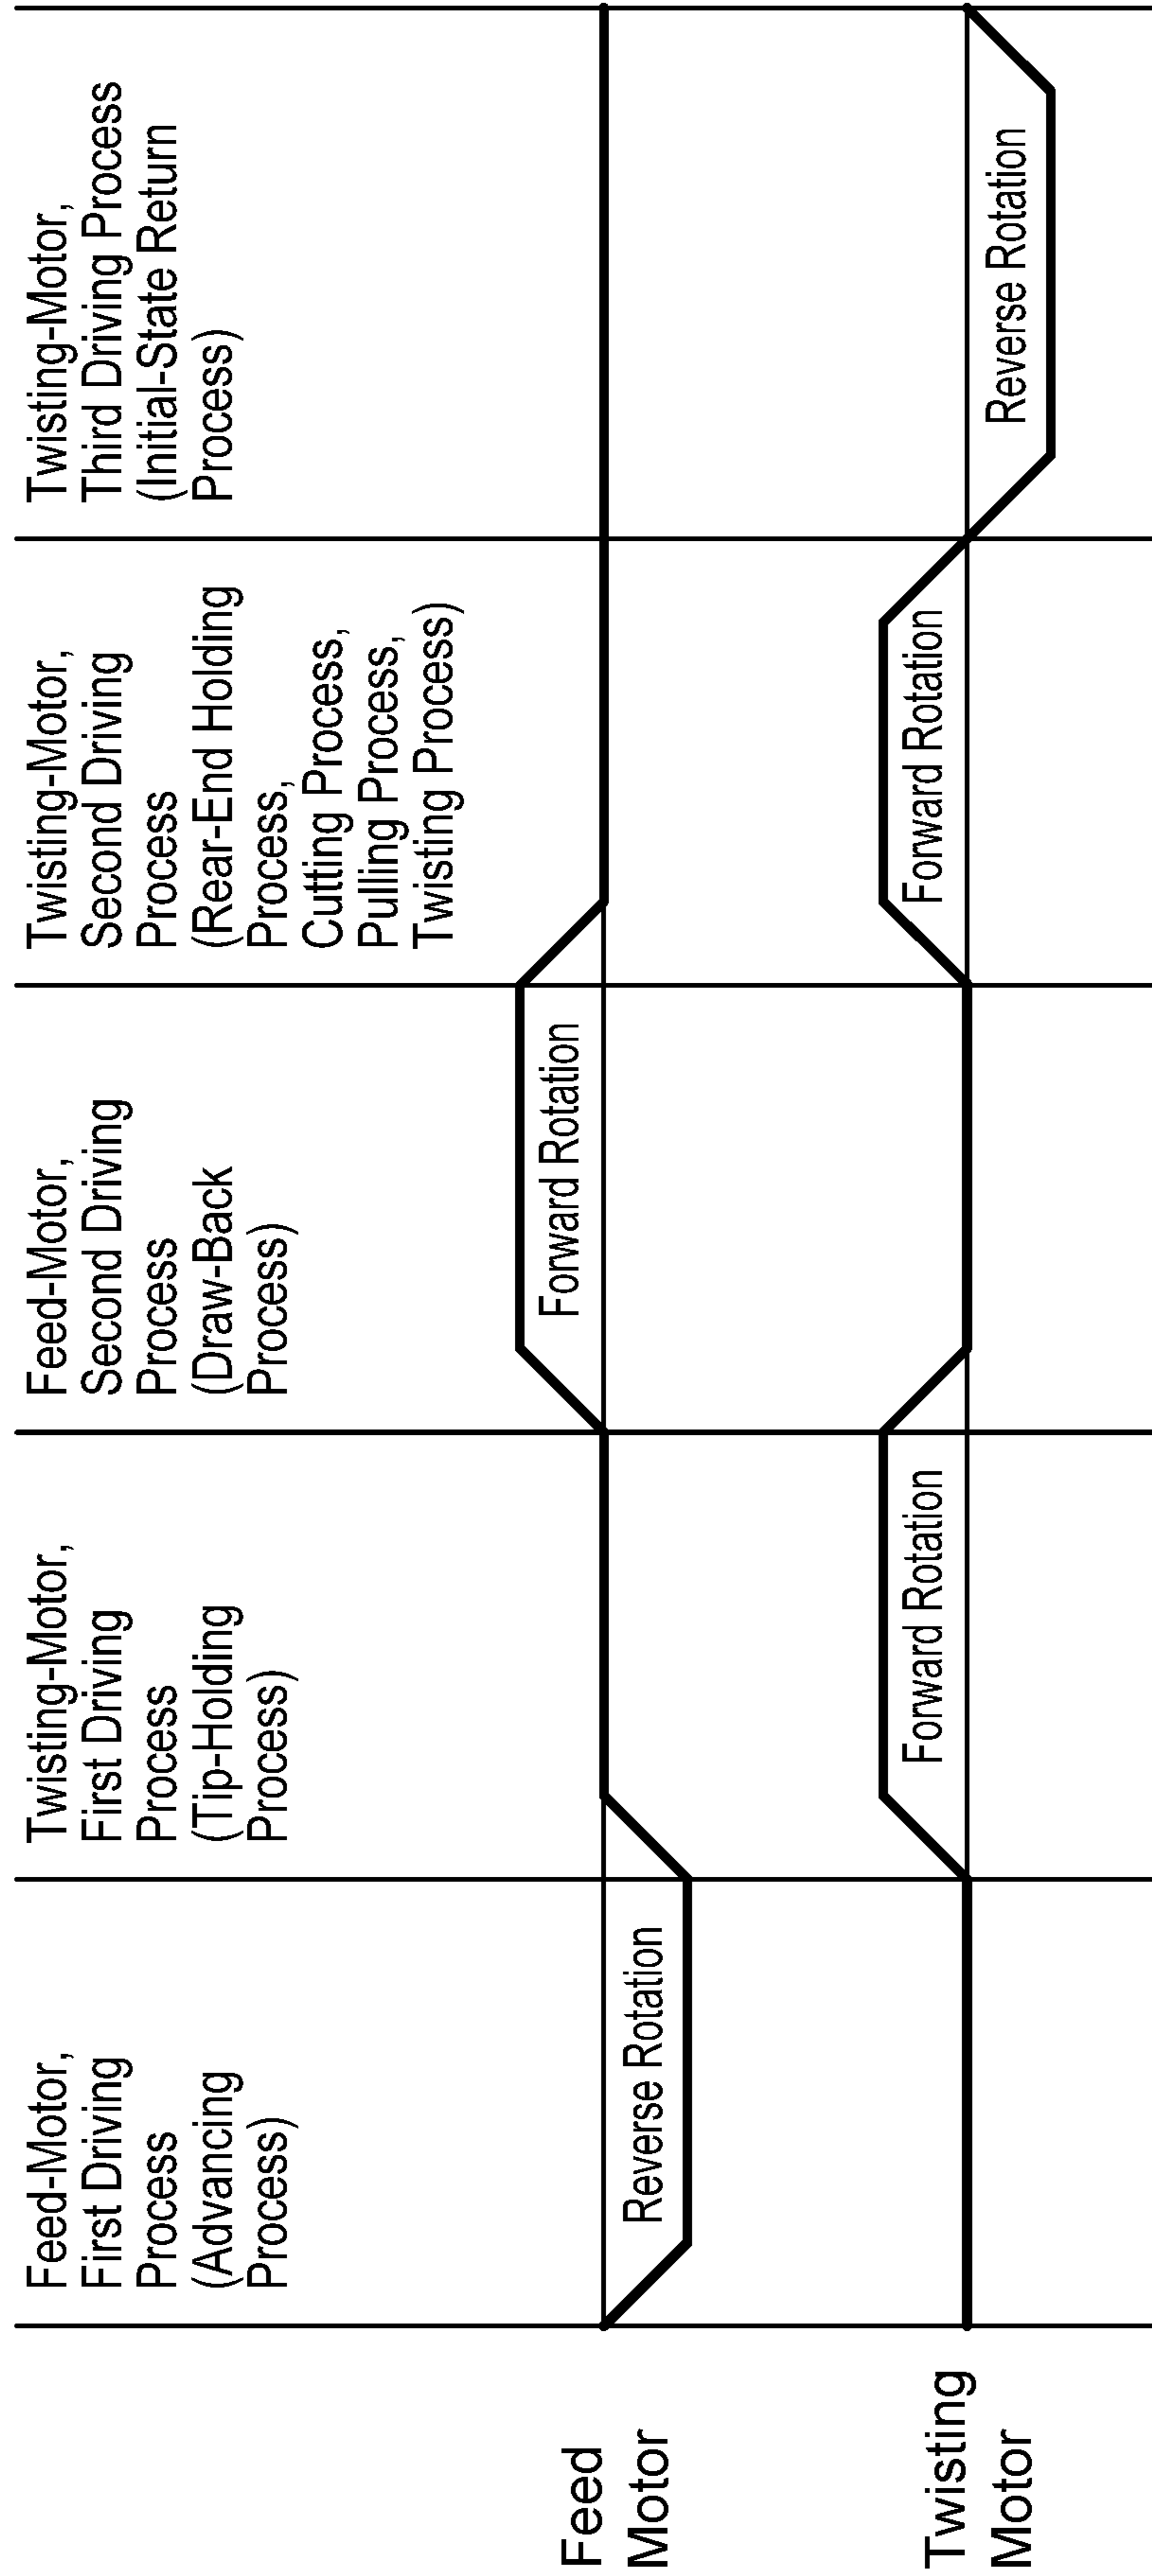 Feed-Motor,
First Driving
Process
(Advancing
Process)
Twisting-Motor,
First Driving
Process
(Tip-Holding
Process)
Feed-Motor,
Second Driving
Process
(Draw-Back
Process)
Twisting-Motor,
Second Driving
Process
(Rear-End Holding
Process,
Cutting Process,
Pulling Process,
Twisting Process)
Twisting-Motor,
Third Driving Process
(Initial-State Return
Process)
Feed
Motor
Reverse Rotation
Forward Rotation
Twisting
Motor
Forward Rotation
Forward Rotation
Reverse Rotation